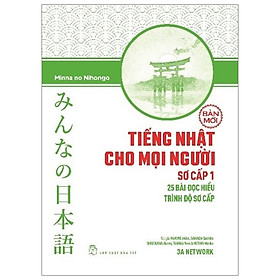 Minna no Nihongo
みんなの日本語
BẢN MỚI
TIẾNG NHẬT
CHO MỌI NGƯỜI
SƠ CẤP 1
25 BÀI ĐỌC HIỂU
TRÌNH ĐỘ SƠ CẤP
3A NETWORK